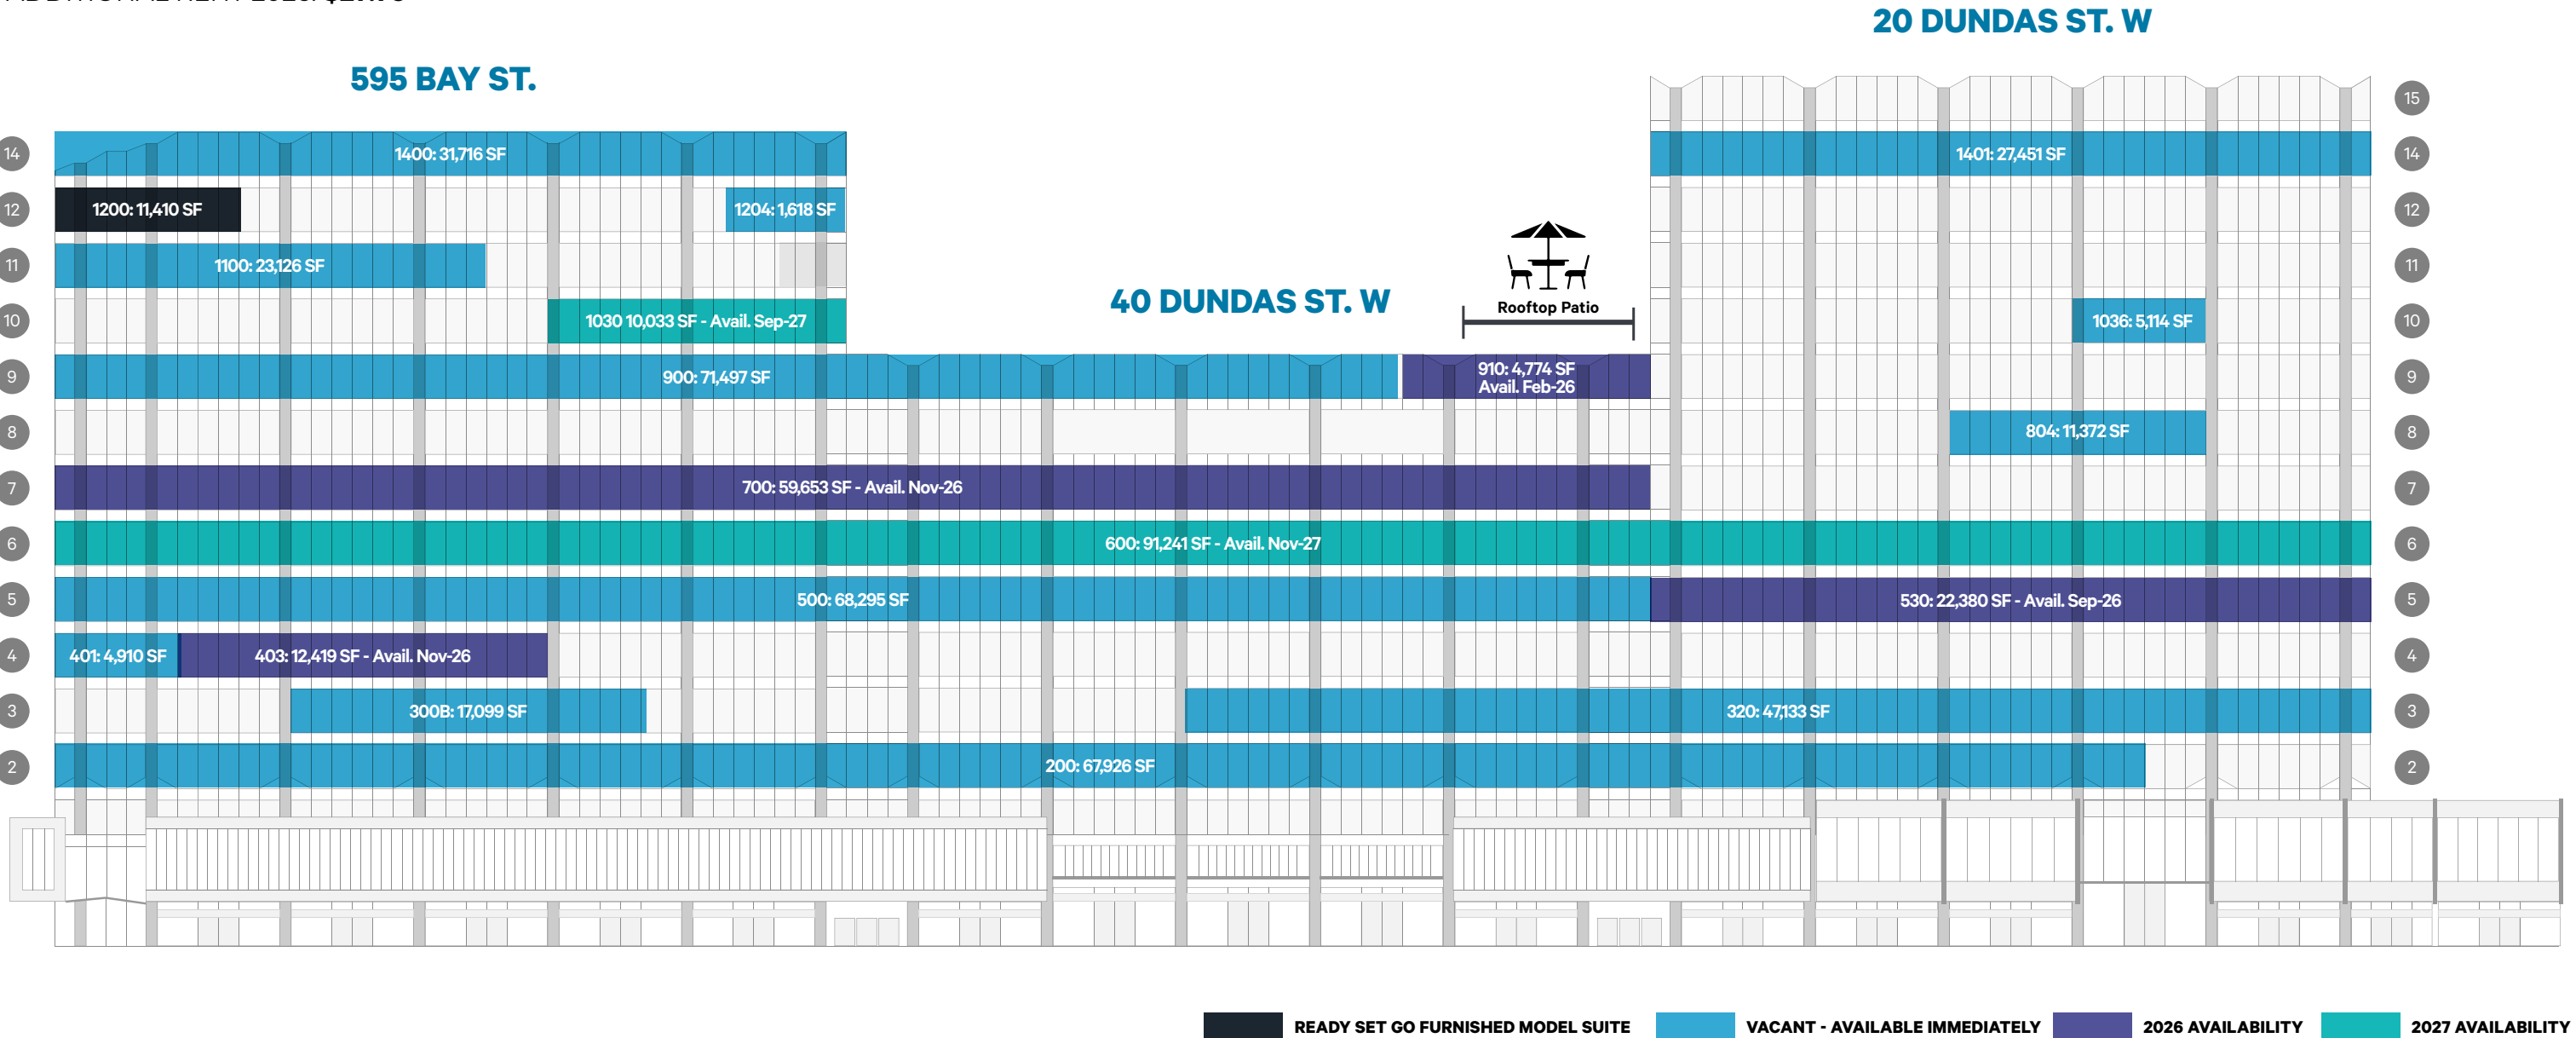 20 DUNDAS ST. W
595 BAY ST.
15
14
1400: 31,716 SF
1401: 27,451 SF
14
12
1200: 11,410 SF
1204: 1,618 SF
12
11
1100: 23,126 SF
11
40 DUNDAS ST. W
Rooftop Patio
10
1030 10,033 SF - Avail. Sep-27
1036: 5,114 SF
10
9
900: 71,497 SF
910: 4,774 SF
Avail. Feb-26
9
8
804: 11,372 SF
8
7
700: 59,653 SF - Avail. Nov-26
7
6
600: 91,241 SF - Avail. Nov-27
6
5
500: 68,295 SF
530: 22,380 SF - Avail. Sep-26
5
4
401: 4,910 SF
403: 12,419 SF - Avail. Nov-26
4
3
300B: 17,099 SF
320: 47,133 SF
3
2
200: 67,926 SF
2
READY SET GO FURNISHED MODEL SUITE
VACANT - AVAILABLE IMMEDIATELY
2026 AVAILABILITY
2027 AVAILABILITY